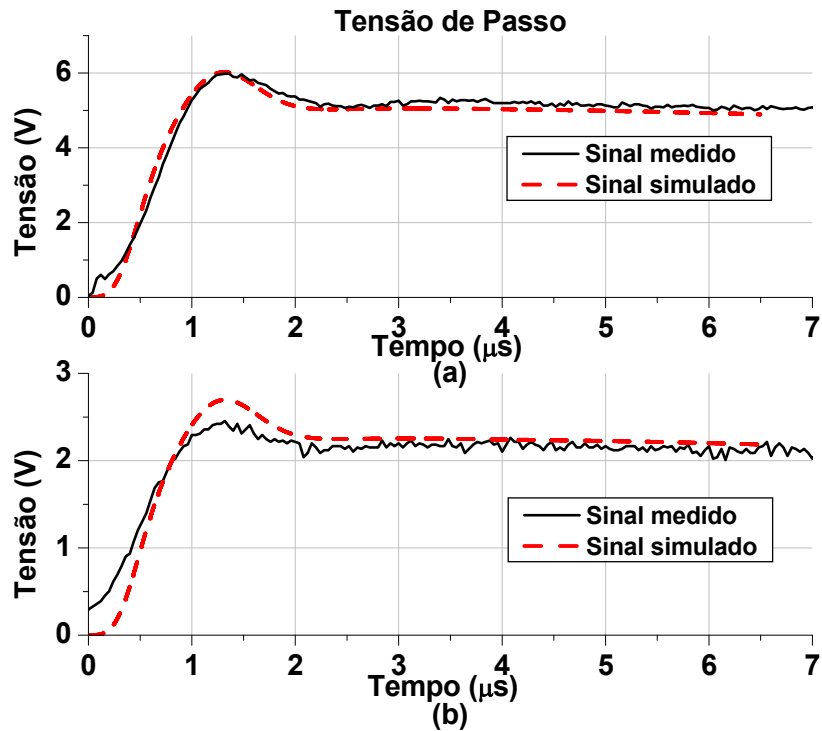 Tensão de Passo
Tensão (V)
6
4
2
0
Sinal medido
Sinal simulado
0 1 2 3 4 5 6 7
Tempo (μs)
(a)
Tensão (V)
3
2
1
0
Sinal medido
Sinal simulado
0 1 2 3 4 5 6 7
Tempo (μs)
(b)